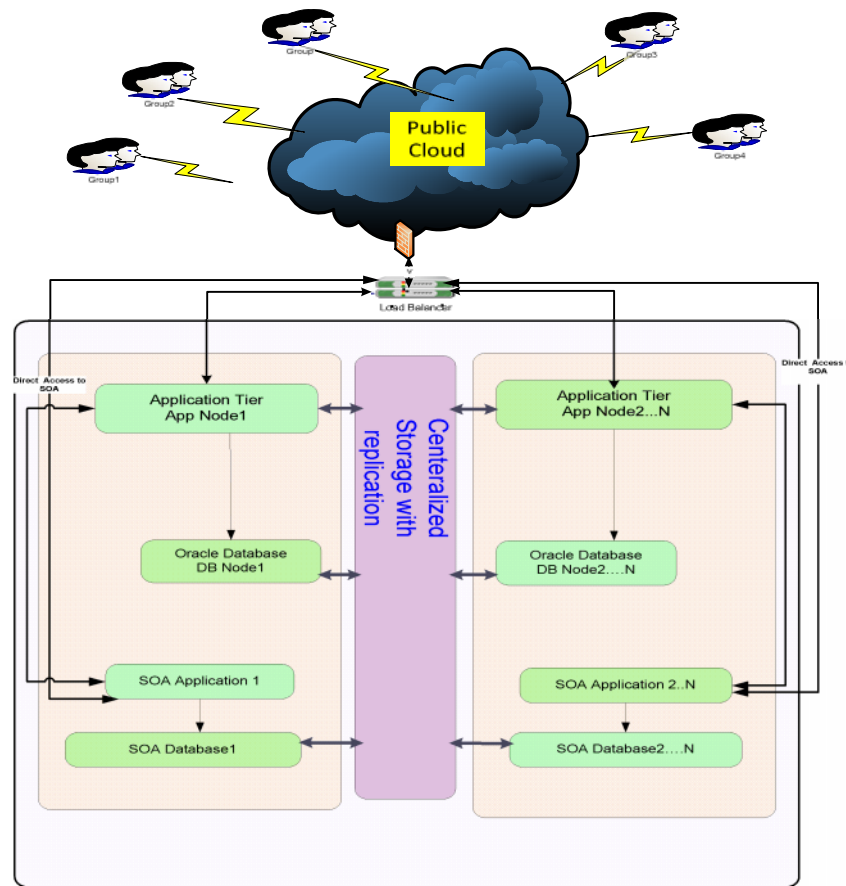 Group
Group3
Group2
Group1
Group4
Public
Cloud
Load Balancer
Direct Access to
SOA
Direct Access
SOA
Application Tier
App Node1
Application Tier
App Node2...N
Centeralized
Storage with
replication
Oracle Database
DB Node1
Oracle Database
DB Node2....N
SOA Application 1
SOA Application 2..N
SOA Database1
SOA Database2....N